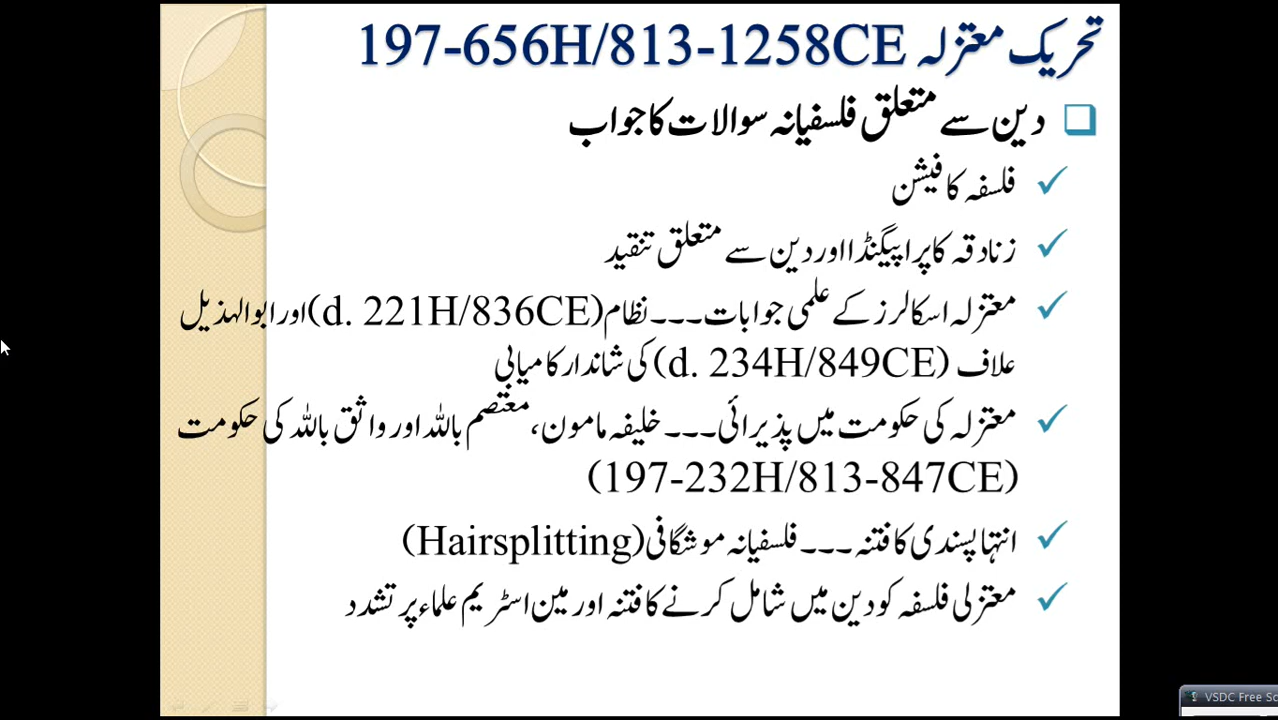 تحریک معتزلہ 197-656H/813-1258CE
دین سے متعلق فلسفیانہ سوالات کا جواب
فلسفہ کا فیشن
زنادقہ کا پراپیگنڈا اور دین سے متعلق تنقید
معتزلہ اسکالرز کے علمی جوابات۔۔۔ نظام (d. 221H/836CE) اور ابوالہذیل
علاف (d. 234H/849CE) کی شاندار کامیابی
معتزلہ کی حکومت میں پذیرائی۔۔۔ خلیفہ مامون، معتصم باللہ اور واثق باللہ کی حکومت
(197-232H/813-847CE)
انتہا پسندی کا فتنہ ۔۔۔ فلسفیانہ موشگافی (Hairsplitting)
معتزلی فلسفہ کو دین میں شامل کرنے کا فتنہ اور مین اسٹریم علماء پر تشدد
VSDC Free Sc